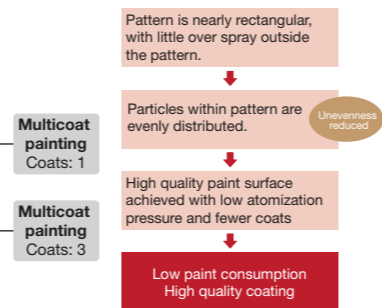 Pattern is nearly rectangular,
with little over spray outside
the pattern.
Particles within pattern are
evenly distributed.
Unevenness
reduced
Multicoat
painting
Coats: 1
High quality paint surface
achieved with low atomization
pressure and fewer coats
Multicoat
painting
Coats: 3
Low paint consumption
High quality coating